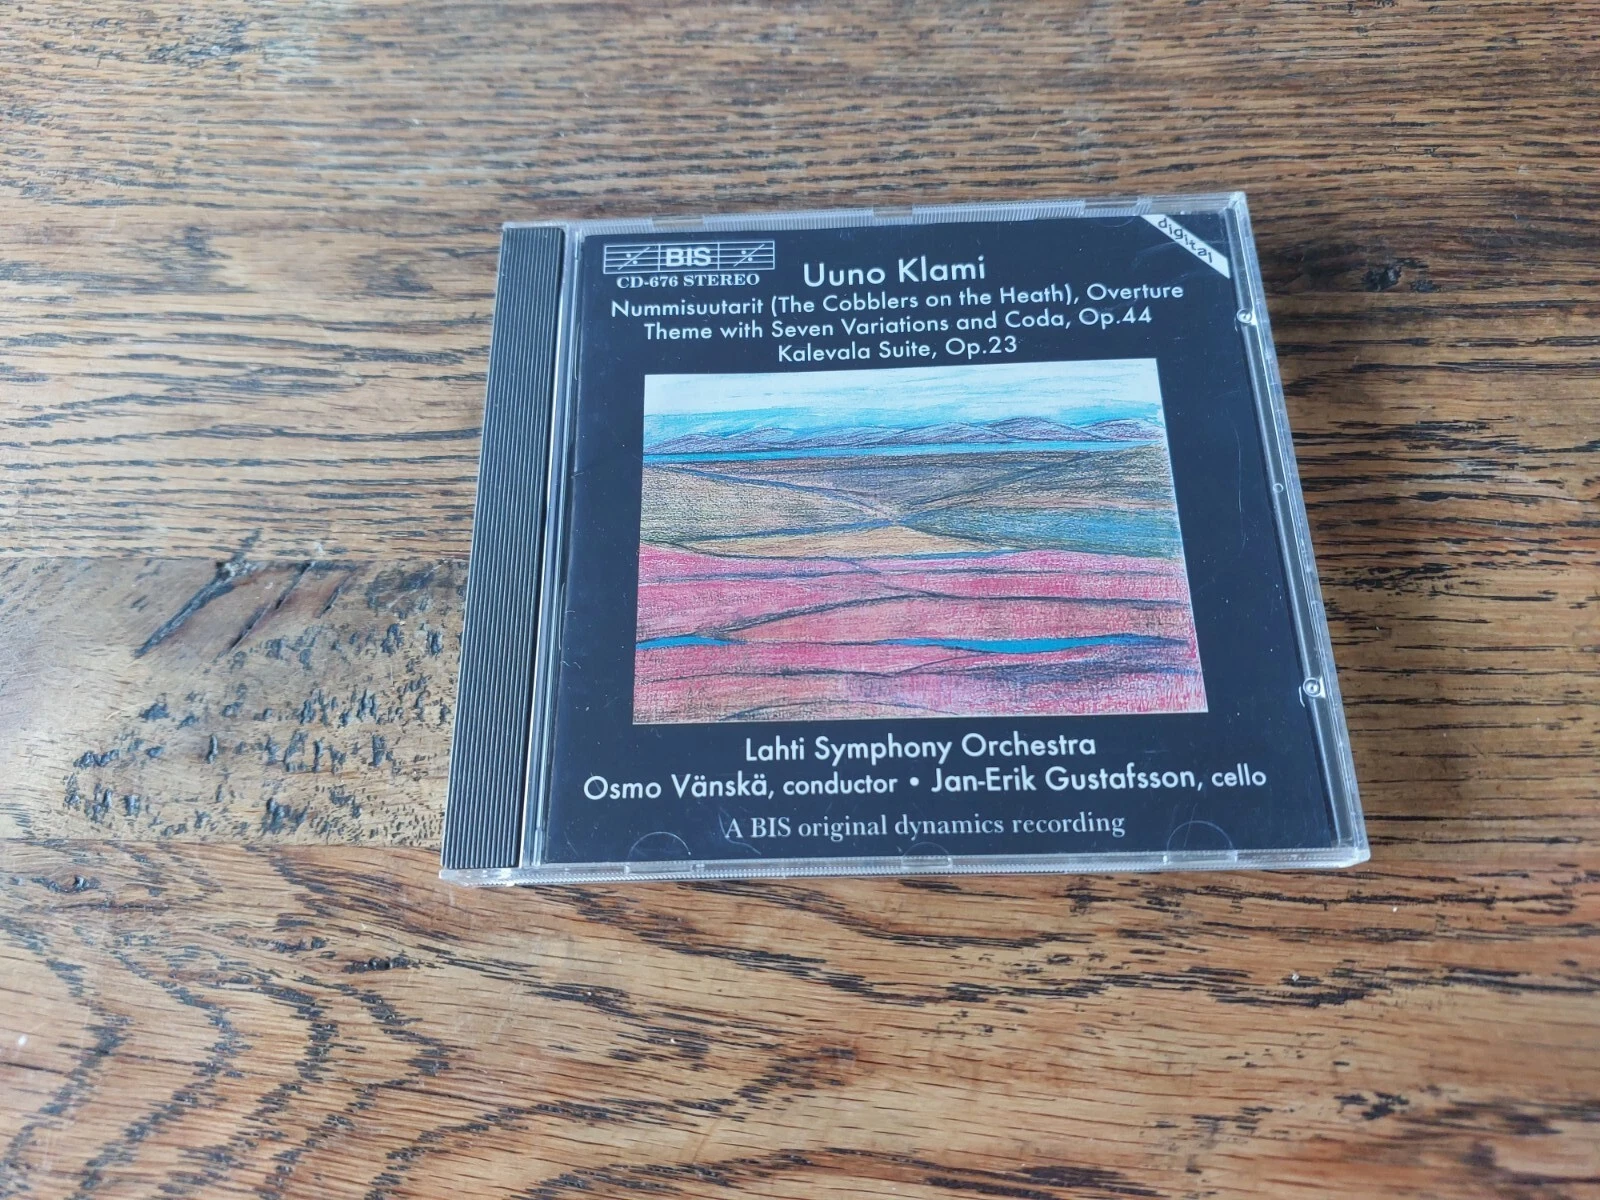 BIS
CD-676 STEREO
digital
Uuno Klami
Nummisuutarit (The Cobblers on the Heath), Overture
Theme with Seven Variations and Coda, Op.44
Kalevala Suite, Op.23
Lahti Symphony Orchestra
Osmo Vänskä, conductor • Jan-Erik Gustafsson, cello
A BIS original dynamics recording